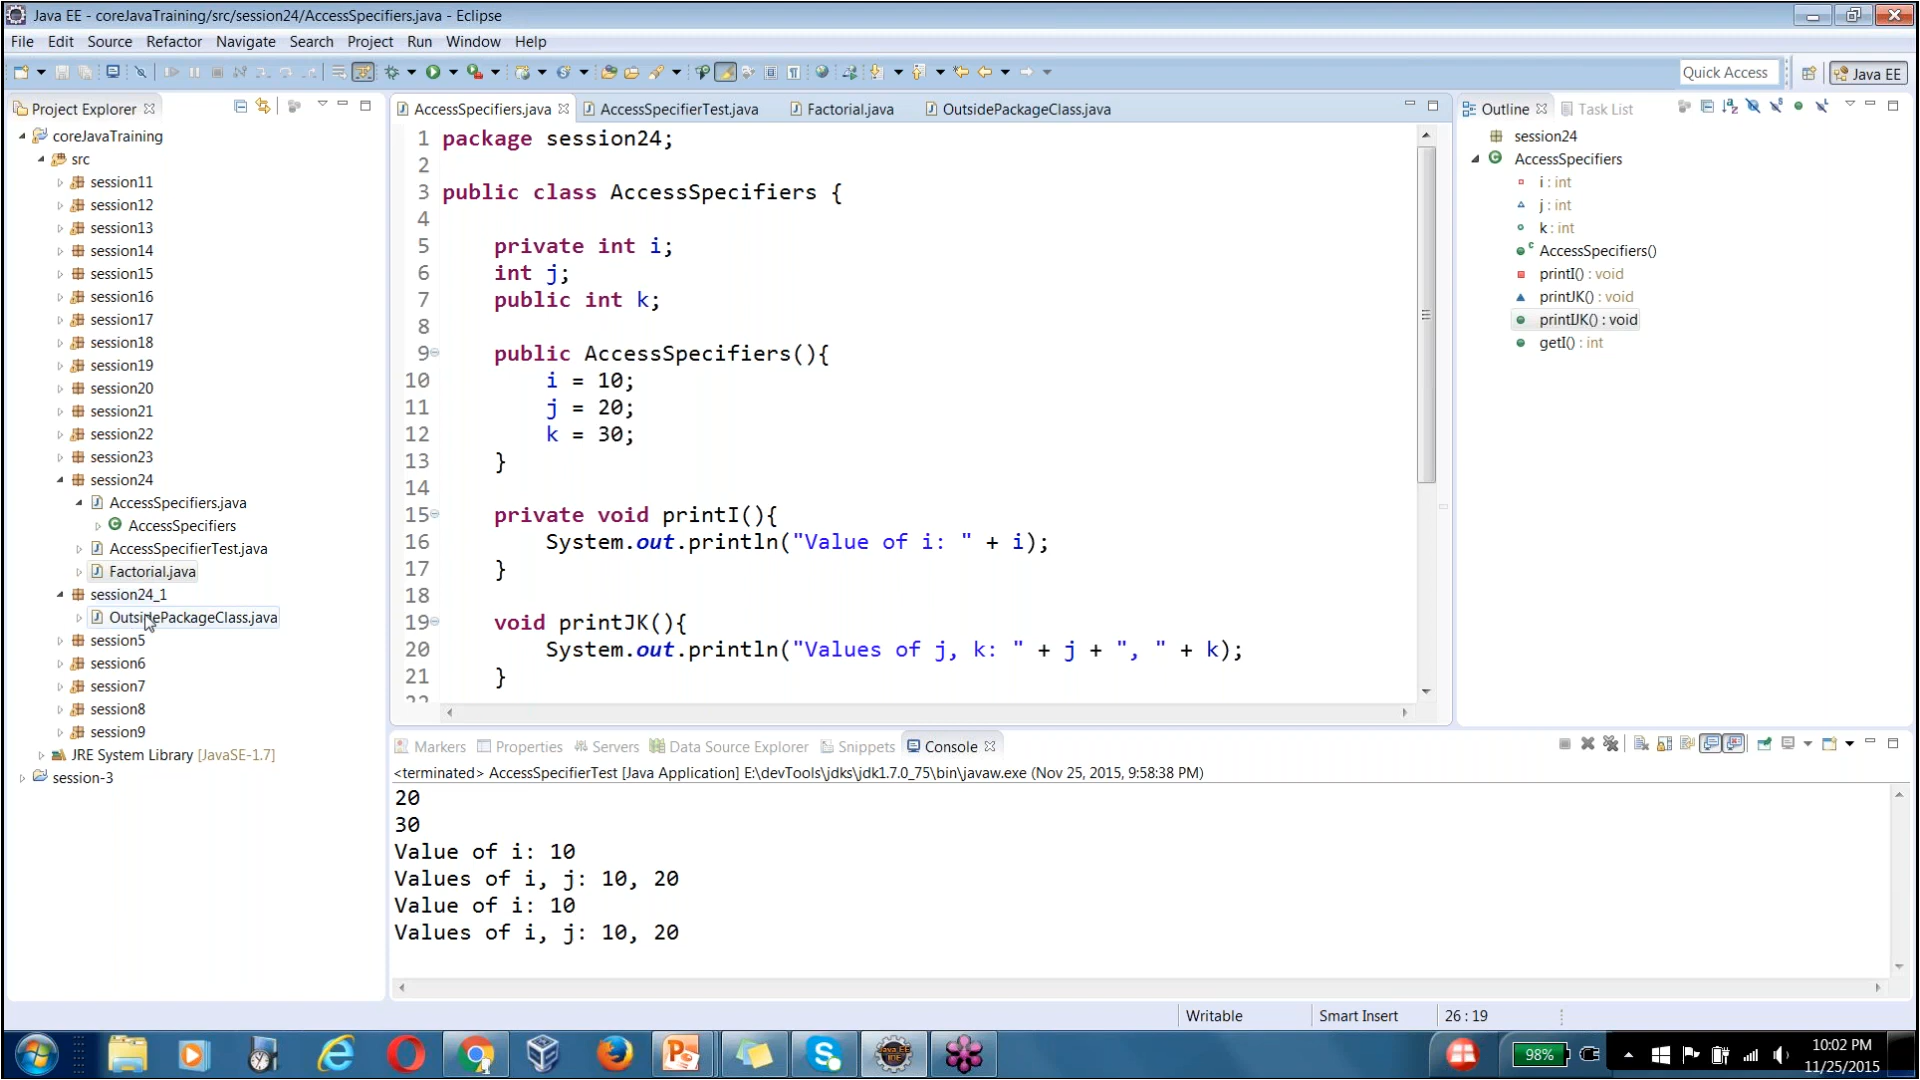 Java EE - coreJavaTraining/src/session24/AccessSpecifiers.java - Eclipse
File Edit Source Refactor Navigate Search Project Run Window Help
Quick Access
Java EE
Project Explorer
coreJavaTraining
src
session11
session12
session13
session14
session15
session16
session17
session18
session19
session20
session21
session22
session23
session24
AccessSpecifiers.java
AccessSpecifiers
AccessSpecifierTest.java
Factorial.java
session24_1
OutsidePackageClass.java
session5
session6
session7
session8
session9
JRE System Library [JavaSE-1.7]
session-3
AccessSpecifiers.java AccessSpecifierTest.java Factorial.java OutsidePackageClass.java
1 package session24;
2
3 public class AccessSpecifiers {
4
5 private int i;
6 int j;
7 public int k;
8
9 public AccessSpecifiers(){
10 i = 10;
11 j = 20;
12 k = 30;
13 }
14
15 private void printI(){
16 System.out.println("Value of i: " + i);
17 }
18
19 void printJK(){
20 System.out.println("Values of j, k: " + j + ", " + k);
21 }
22
Outline Task List
session24
AccessSpecifiers
i : int
j : int
k : int
AccessSpecifiers()
printI() : void
printJK() : void
printIJK() : void
getI() : int
Markers Properties Servers Data Source Explorer Snippets Console
<terminated> AccessSpecifierTest [Java Application] E:\devTools\jdks\jdk1.7.0_75\bin\javaw.exe (Nov 25, 2015, 9:58:38 PM)
20
30
Value of i: 10
Values of i, j: 10, 20
Value of i: 10
Values of i, j: 10, 20
Writable Smart Insert 26 : 19
98%
10:02 PM
11/25/2015